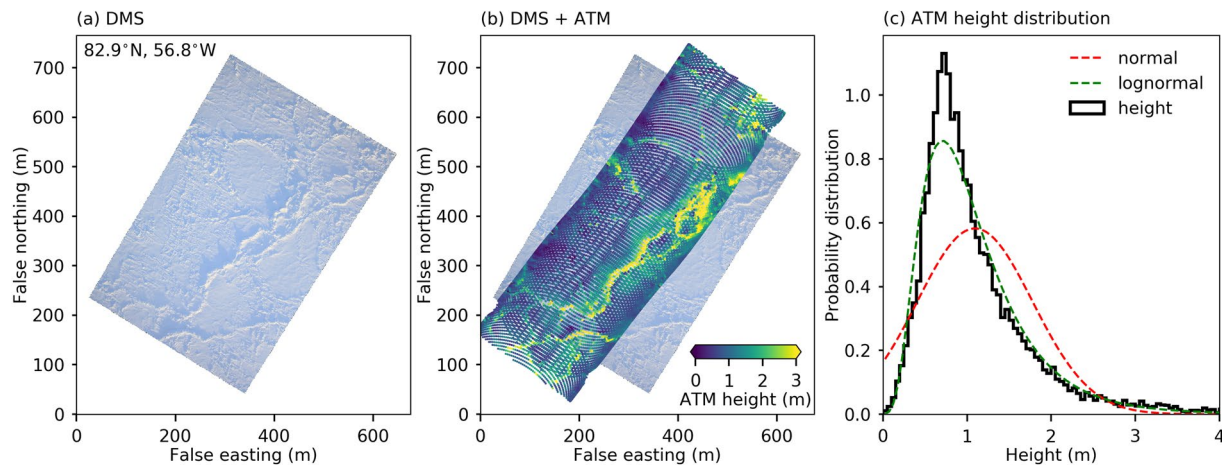 (a) DMS
82.9°N, 56.8°W
700
600
500
400
300
200
100
0
False northing (m)
0
200
400
600
False easting (m)
(b) DMS + ATM
700
600
500
400
300
200
100
0
False northing (m)
0
200
400
600
False easting (m)
0
1
2
3
ATM height (m)
(c) ATM height distribution
normal
lognormal
height
1.0
0.8
0.6
0.4
0.2
0.0
Probability distribution
0
1
2
3
4
Height (m)